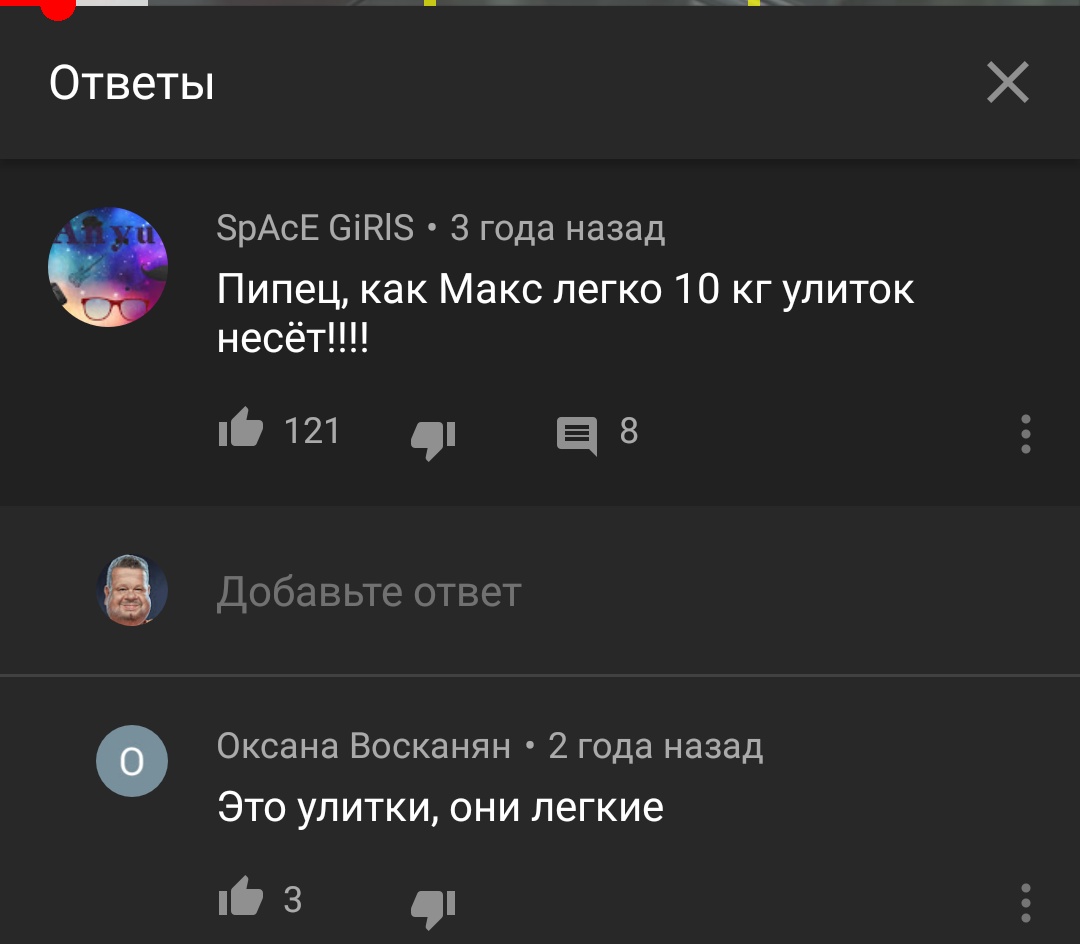 Ответы
Anyu
SpAcE GiRlS • 3 года назад
Пипец, как Макс легко 10 кг улиток
несёт!!!!
121
8
Добавьте ответ
О
Оксана Восканян • 2 года назад
Это улитки, они легкие
3